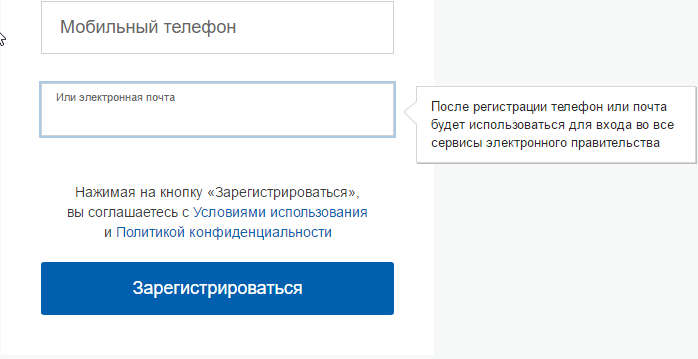 Мобильный телефон
Или электронная почта
После регистрации телефон или почта
будет использоваться для входа во все
сервисы электронного правительства
Нажимая на кнопку «Зарегистрироваться»,
вы соглашаетесь с Условиями использования
и Политикой конфиденциальности
Зарегистрироваться